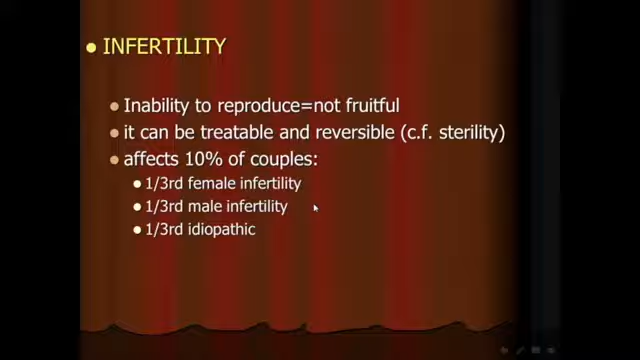 INFERTILITY
Inability to reproduce=not fruitful
it can be treatable and reversible (c.f. sterility)
affects 10% of couples:
1/3rd female infertility
1/3rd male infertility
1/3rd idiopathic